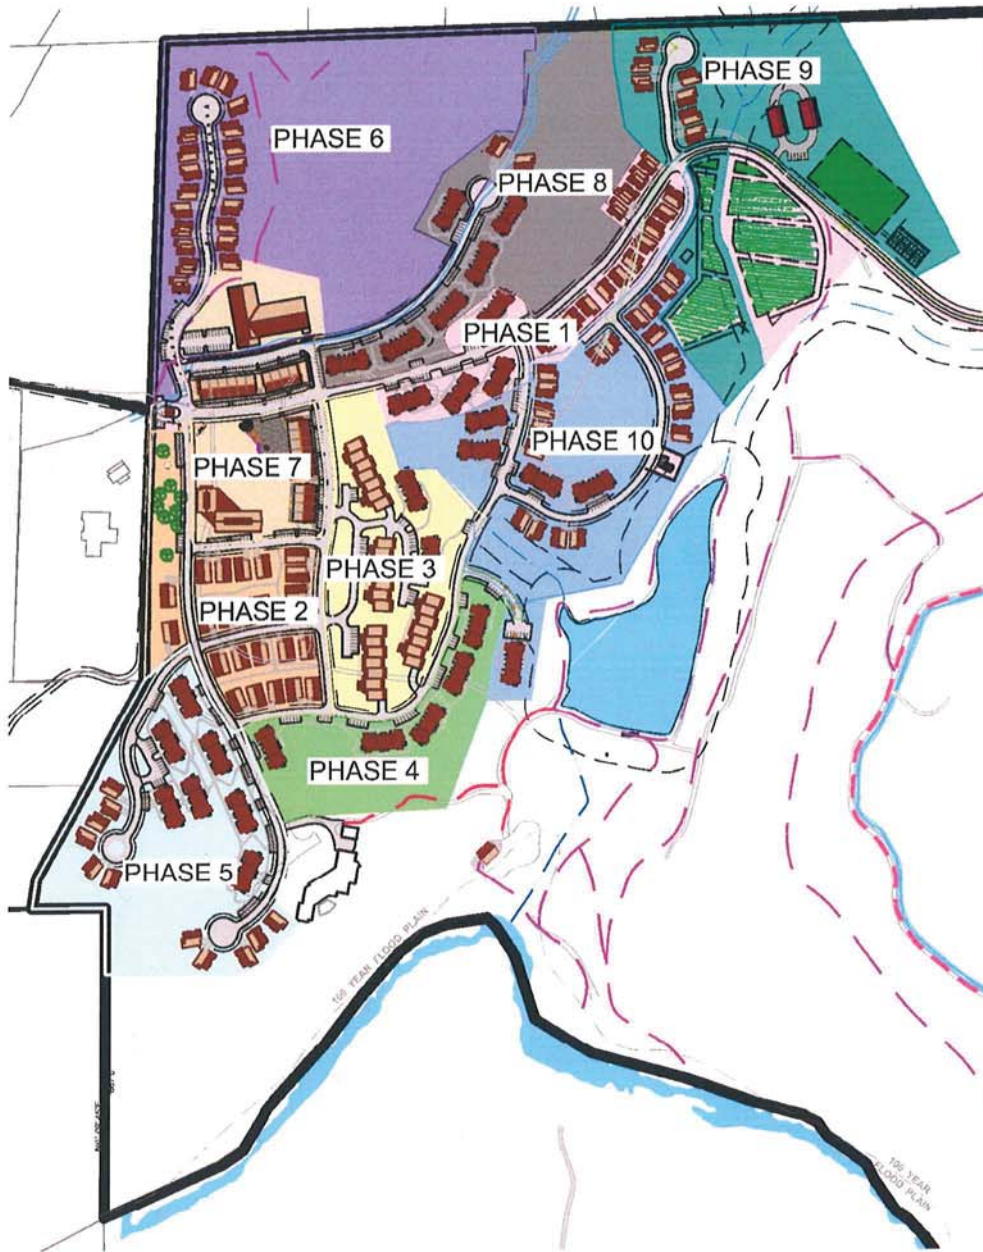 PHASE 9
PHASE 6
PHASE 8
PHASE 1
PHASE 10
PHASE 7
PHASE 3
PHASE 2
PHASE 4
PHASE 5
100 YEAR FLOOD PLAIN
100 YEAR
FLOOD PLAIN